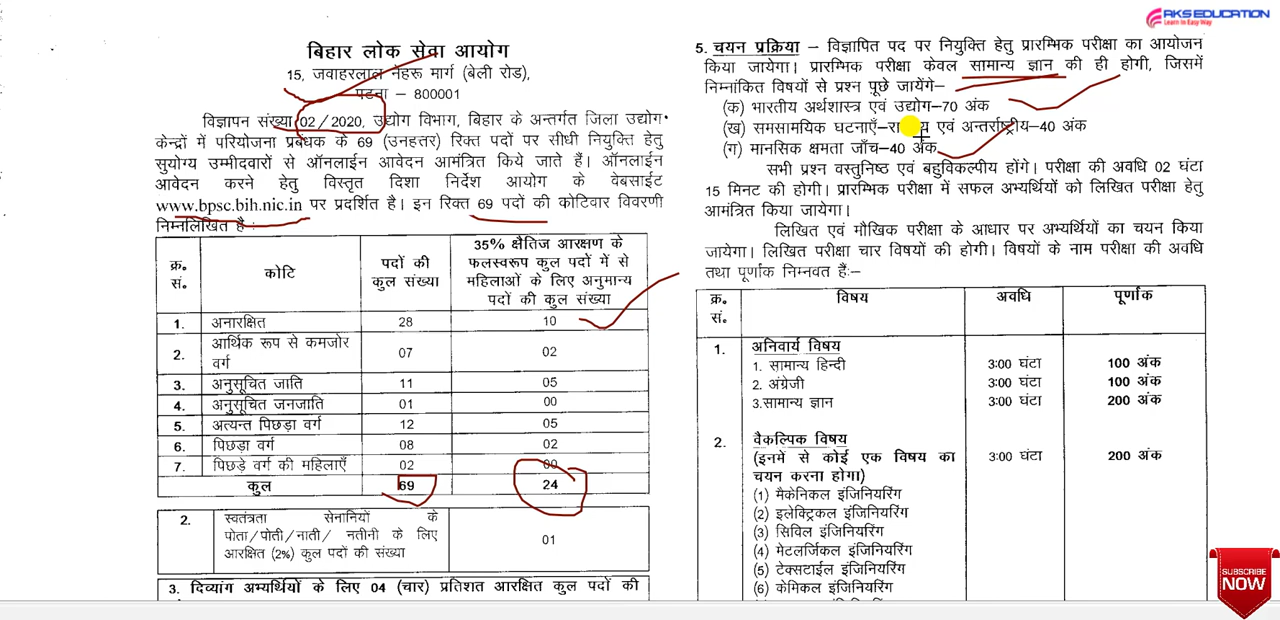 AKS EDUCATION
Learn In Easy Way
बिहार लोक सेवा आयोग
15, जवाहरलाल नेहरू मार्ग (बेली रोड),
पटना – 800001
विज्ञापन संख्या 02/2020, उद्योग विभाग, बिहार के अन्तर्गत जिला उद्योग
केन्द्रों में परियोजना प्रबंधक के 69 (उनहत्तर) रिक्त पदों पर सीधी नियुक्ति हेतु
सुयोग्य उम्मीदवारों से ऑनलाईन आवेदन आमंत्रित किये जाते हैं। ऑनलाईन
आवेदन करने हेतु विस्तृत दिशा निर्देश आयोग के वेबसाईट
www.bpsc.bih.nic.in पर प्रदर्शित है। इन रिक्त 69 पदों की कोटिवार विवरणी
निम्नलिखित है :
क्र॰ सं॰ कोटि पदों की कुल संख्या 35% क्षैतिज आरक्षण के फलस्वरूप कुल पदों में से महिलाओं के लिए अनुमान्य पदों की कुल संख्या
1. अनारक्षित 28 10
2. आर्थिक रूप से कमजोर वर्ग 07 02
3. अनुसूचित जाति 11 05
4. अनुसूचित जनजाति 01 00
5. अत्यन्त पिछड़ा वर्ग 12 05
6. पिछड़ा वर्ग 08 02
7. पिछड़े वर्ग की महिलाएँ 02 00
कुल 69 24
2. स्वतंत्रता सेनानियों के
पोता/पोती/नाती/ नतीनी के लिए
आरक्षित (2%) कुल पदों की संख्या 01
3. दिव्यांग अभ्यर्थियों के लिए 04 (चार) प्रतिशत आरक्षित कुल पदों की
5. चयन प्रक्रिया – विज्ञापित पद पर नियुक्ति हेतु प्रारम्भिक परीक्षा का आयोजन
किया जायेगा। प्रारम्भिक परीक्षा केवल सामान्य ज्ञान की ही होगी, जिसमें
निम्नांकित विषयों से प्रश्न पूछे जायेंगे–
(क) भारतीय अर्थशास्त्र एवं उद्योग–70 अंक
(ख) समसामयिक घटनाएँ– एवं अन्तर्राष्ट्रीय–40 अंक
(ग) मानसिक क्षमता जाँच–40 अंक
सभी प्रश्न वस्तुनिष्ठ एवं बहुविकल्पीय होंगे। परीक्षा की अवधि 02 घंटा
15 मिनट की होगी। प्रारम्भिक परीक्षा में सफल अभ्यर्थियों को लिखित परीक्षा हेतु
आमंत्रित किया जायेगा।
लिखित एवं मौखिक परीक्षा के आधार पर अभ्यर्थियों का चयन किया
जायेगा। लिखित परीक्षा चार विषयों की होगी। विषयों के नाम परीक्षा की अवधि
तथा पूर्णांक निम्नवत हैं:–
क्र॰ सं॰ विषय अवधि पूर्णांक
1. अनिवार्य विषय
1. सामान्य हिन्दी 3:00 घंटा 100 अंक
2. अंग्रेजी 3:00 घंटा 100 अंक
3.सामान्य ज्ञान 3:00 घंटा 200 अंक
2. वैकल्पिक विषय
(इनमें से कोई एक विषय का 3:00 घंटा 200 अंक
चयन करना होगा)
(1) मैकेनिकल इंजिनियरिंग
(2) इलेक्ट्रिकल इंजिनियरिंग
(3) सिविल इंजिनियरिंग
(4) मेटलर्जिकल इंजिनियरिंग
(5) टेक्सटाईल इंजिनियरिंग
(6) केमिकल इंजिनियरिंग
SUBSCRIBE
NOW